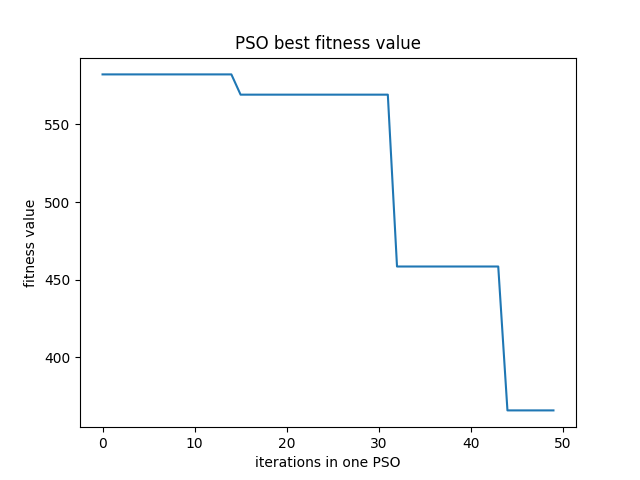 PSO best fitness value
fitness value
550
500
450
400
0 10 20 30 40 50
iterations in one PSO